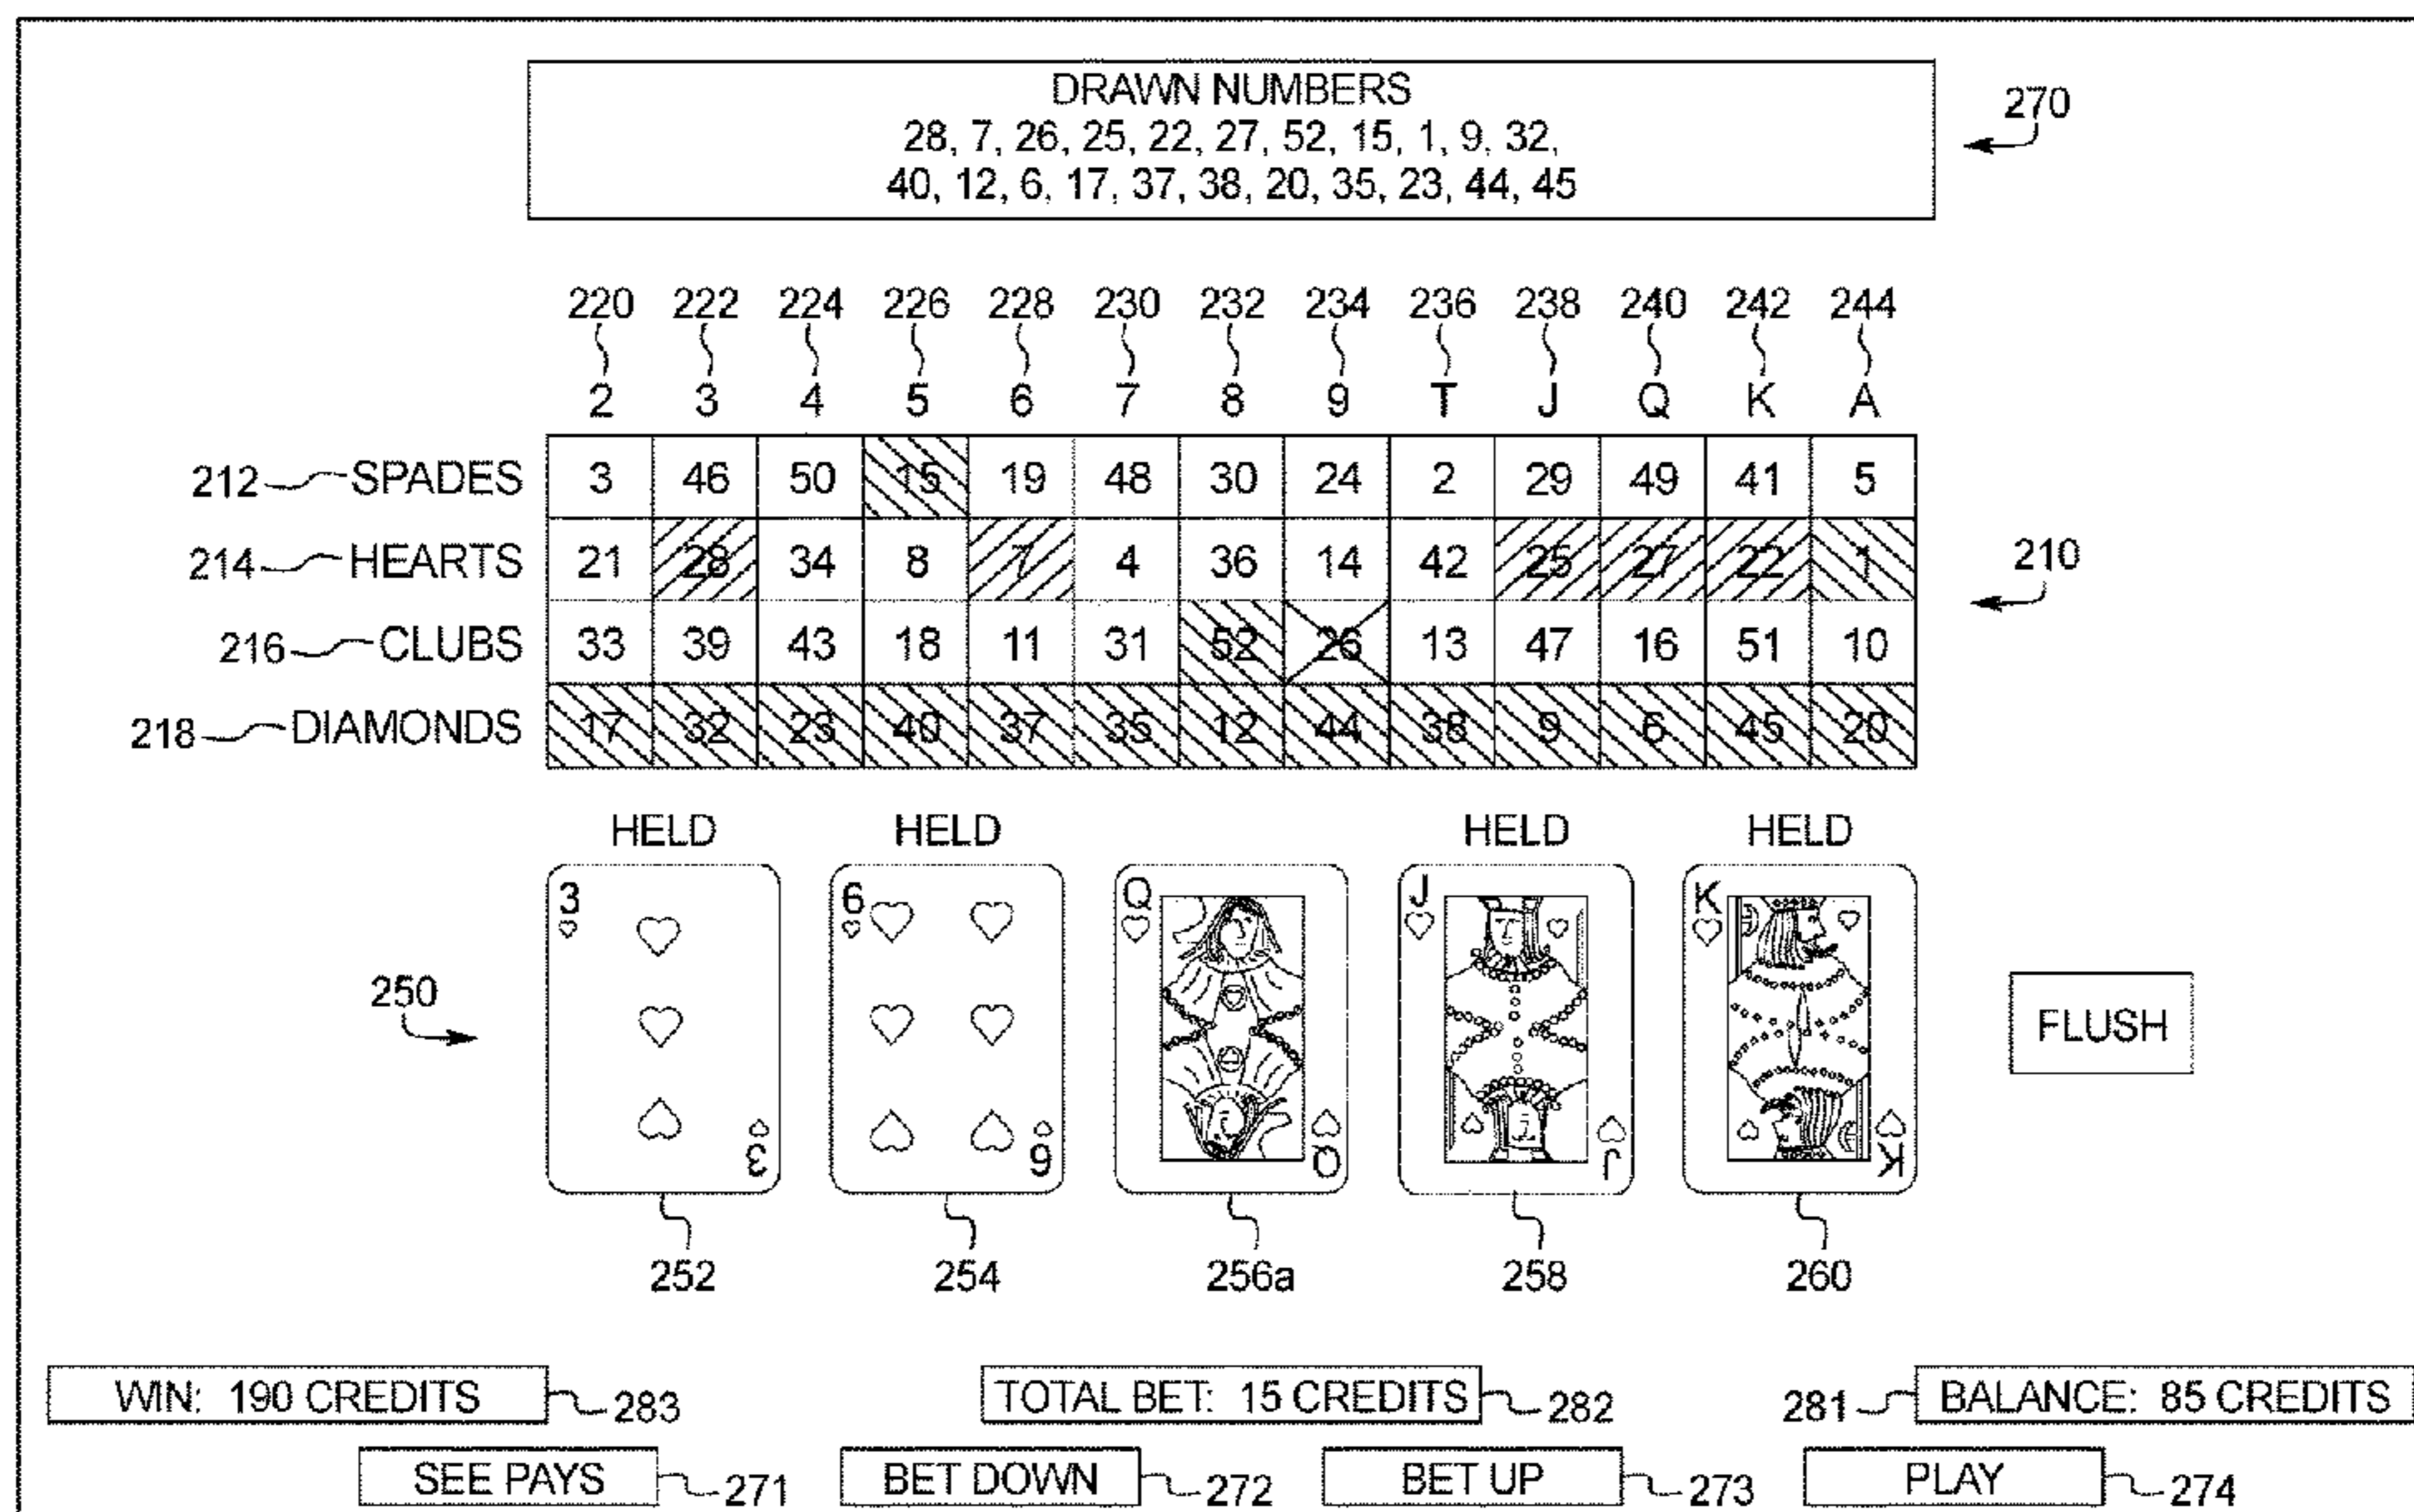 DRAWN NUMBERS
28, 7, 26, 25, 22, 27, 52, 15, 1, 9, 32,
40, 12, 6, 17, 37, 38, 20, 35, 23, 44, 45
270
220 222 224 226 228 230 232 234 236 238 240 242 244
2 3 4 5 6 7 8 9 T J Q K A
212 SPADES 3 46 50 15 19 48 30 24 2 29 49 41 5
214 HEARTS 21 28 34 8 7 4 36 14 42 25 27 22 1
210
216 CLUBS 33 39 43 18 11 31 52 26 13 47 16 51 10
218 DIAMONDS 17 32 23 40 37 35 12 44 38 9 6 45 20
HELD HELD HELD HELD
3 6 Q J K
250
FLUSH
3 6 Q J K
252 254 256a 258 260
WIN: 190 CREDITS 283 TOTAL BET: 15 CREDITS 282 281 BALANCE: 85 CREDITS
SEE PAYS 271 BET DOWN 272 BET UP 273 PLAY 274